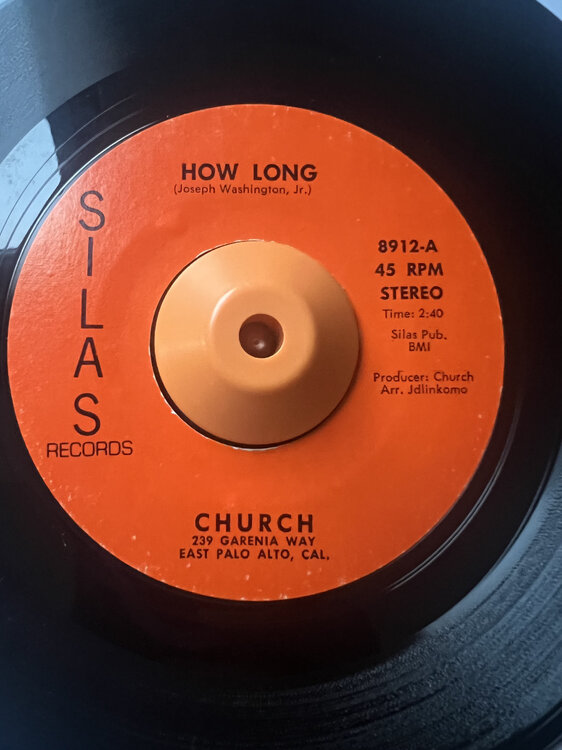 HOW LONG
(Joseph Washington, Jr.)
SILAS
RECORDS
8912-A
45 RPM
STEREO
Time: 2:40
Silas Pub.
BMI
Producer: Church
Arr. Jdlinkomo
CHURCH
239 GARENIA WAY
EAST PALO ALTO, CAL.